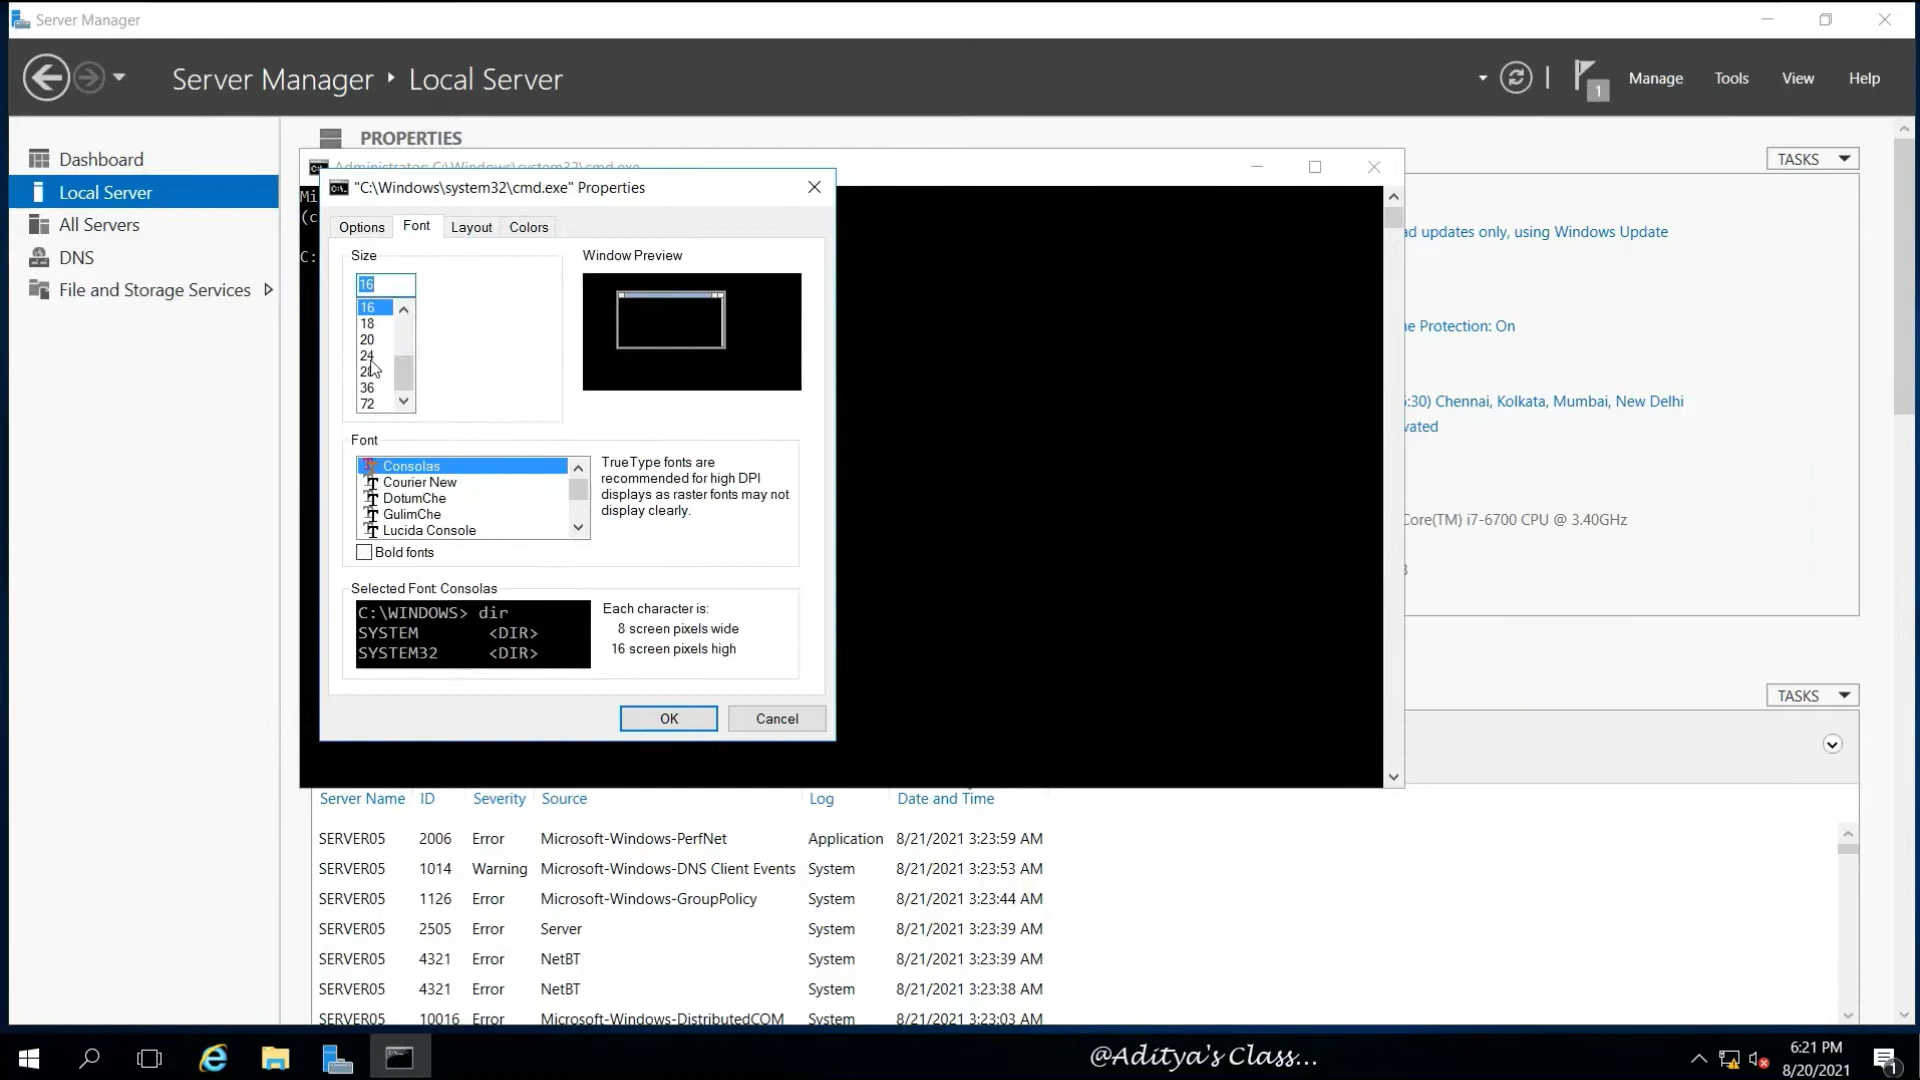 Server Manager
Server Manager ‣ Local Server
1
Manage
Tools
View
Help
Dashboard
Local Server
All Servers
DNS
File and Storage Services
PROPERTIES
TASKS
Administrator: C:\Windows\system32\cmd.exe
Mi
(c
C:
"C:\Windows\system32\cmd.exe" Properties
Options
Font
Layout
Colors
Size
16
16
18
20
24
28
36
72
Window Preview
Font
Consolas
Courier New
DotumChe
GulimChe
Lucida Console
Bold fonts
TrueType fonts are
recommended for high DPI
displays as raster fonts may not
display clearly.
Selected Font: Consolas
C:\WINDOWS> dir
SYSTEM <DIR>
SYSTEM32 <DIR>
Each character is:
8 screen pixels wide
16 screen pixels high
OK
Cancel
ad updates only, using Windows Update
e Protection: On
:30) Chennai, Kolkata, Mumbai, New Delhi
vated
Core(TM) i7-6700 CPU @ 3.40GHz
TASKS
Server Name ID Severity Source Log Date and Time
SERVER05 2006 Error Microsoft-Windows-PerfNet Application 8/21/2021 3:23:59 AM
SERVER05 1014 Warning Microsoft-Windows-DNS Client Events System 8/21/2021 3:23:53 AM
SERVER05 1126 Error Microsoft-Windows-GroupPolicy System 8/21/2021 3:23:44 AM
SERVER05 2505 Error Server System 8/21/2021 3:23:39 AM
SERVER05 4321 Error NetBT System 8/21/2021 3:23:39 AM
SERVER05 4321 Error NetBT System 8/21/2021 3:23:38 AM
SERVER05 10016 Error Microsoft-Windows-DistributedCOM System 8/21/2021 3:23:03 AM
@Aditya's Class...
6:21 PM
8/20/2021
1